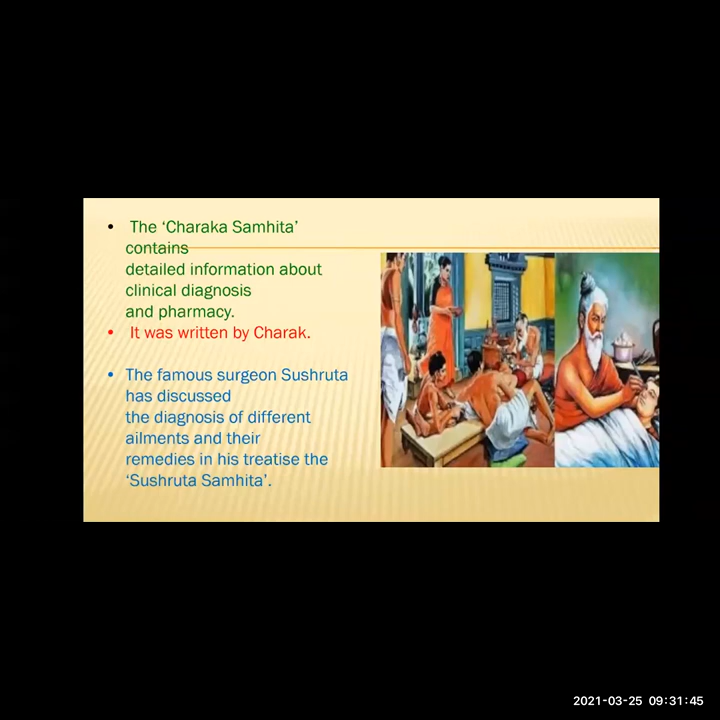 • The ‘Charaka Samhita’
contains
detailed information about
clinical diagnosis
and pharmacy.
• It was written by Charak.
• The famous surgeon Sushruta
has discussed
the diagnosis of different
ailments and their
remedies in his treatise the
‘Sushruta Samhita’.
2021-03-25 09:31:45